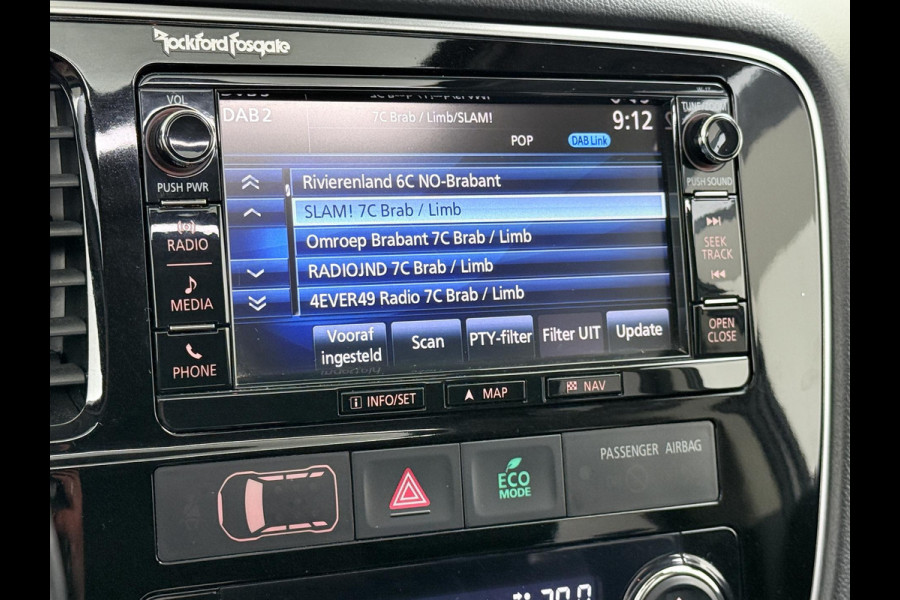 Rockford Fosgate
VOL
PUSH PWR
RADIO
MEDIA
PHONE
DAB2
7C Brab / Limb/SLAM!
9:12
POP
DAB Link
Rivierenland 6C NO-Brabant
SLAM! 7C Brab / Limb
Omroep Brabant 7C Brab / Limb
RADIOJND 7C Brab / Limb
4EVER49 Radio 7C Brab / Limb
Vooraf
ingesteld
Scan
PTY-filter
Filter UIT
Update
TUNE/ZOOM
PUSH SOUND
SEEK
TRACK
OPEN
CLOSE
INFO/SET
MAP
NAV
ECO
MODE
PASSENGER AIRBAG